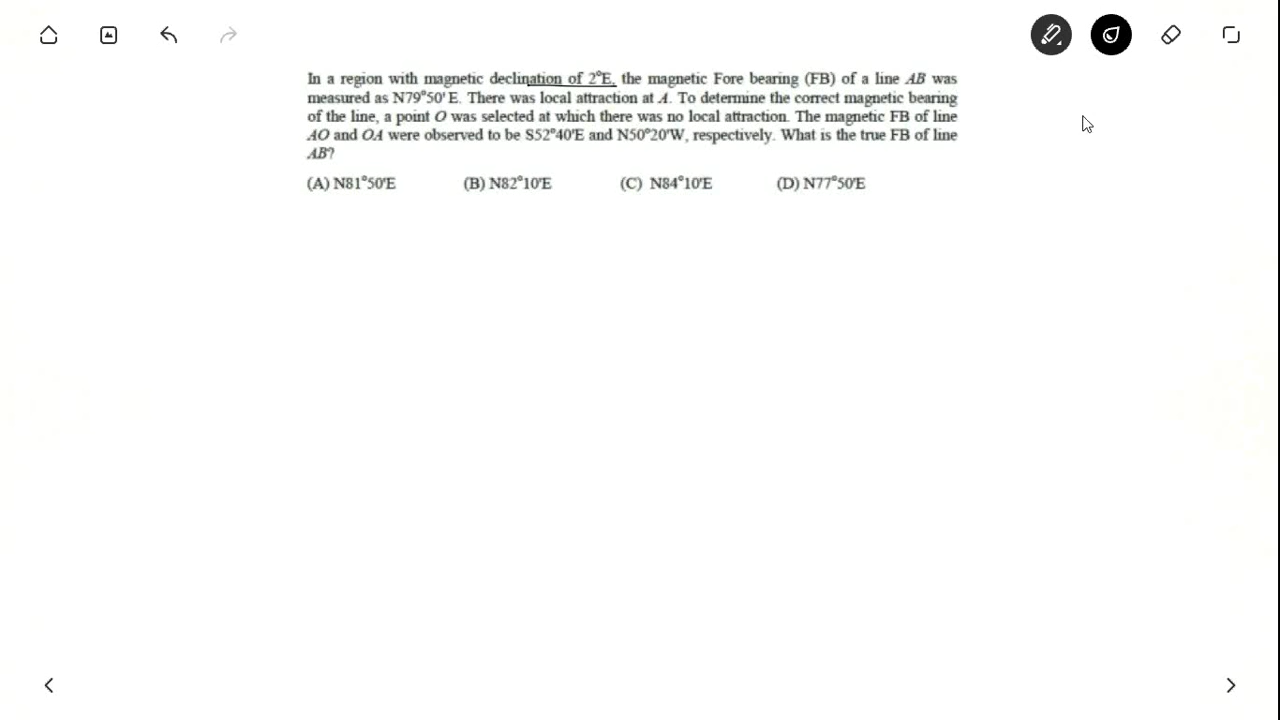 In a region with magnetic declination of 2°E, the magnetic Fore bearing (FB) of a line AB was
measured as N79°50' E. There was local attraction at A. To determine the correct magnetic bearing
of the line, a point O was selected at which there was no local attraction. The magnetic FB of line
AO and OA were observed to be S52°40'E and N50°20'W, respectively. What is the true FB of line
AB?
(A) N81°50'E (B) N82°10'E (C) N84°10'E (D) N77°50'E